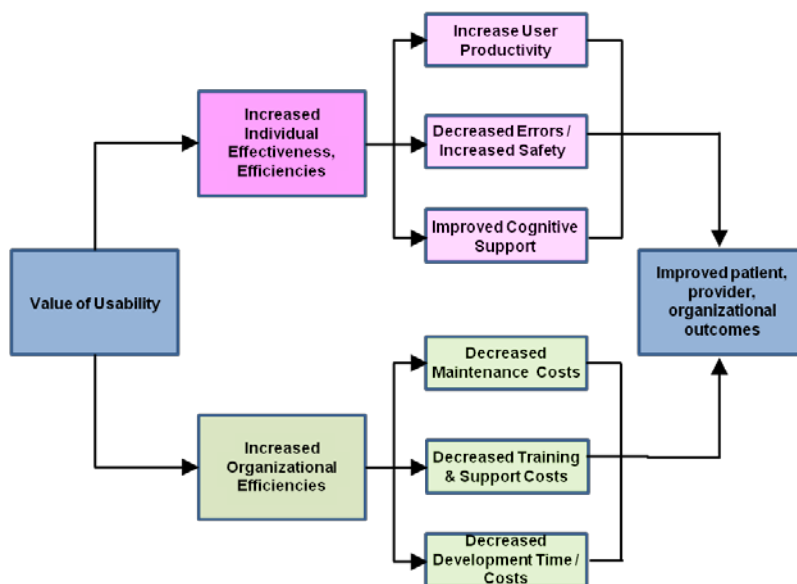 Increase User
Productivity
Increased
Individual
Effectiveness,
Efficiencies
Decreased Errors /
Increased Safety
Improved Cognitive
Support
Value of Usability
Improved patient,
provider,
organizational
outcomes
Decreased
Maintenance Costs
Increased
Organizational
Efficiencies
Decreased Training
& Support Costs
Decreased
Development Time /
Costs